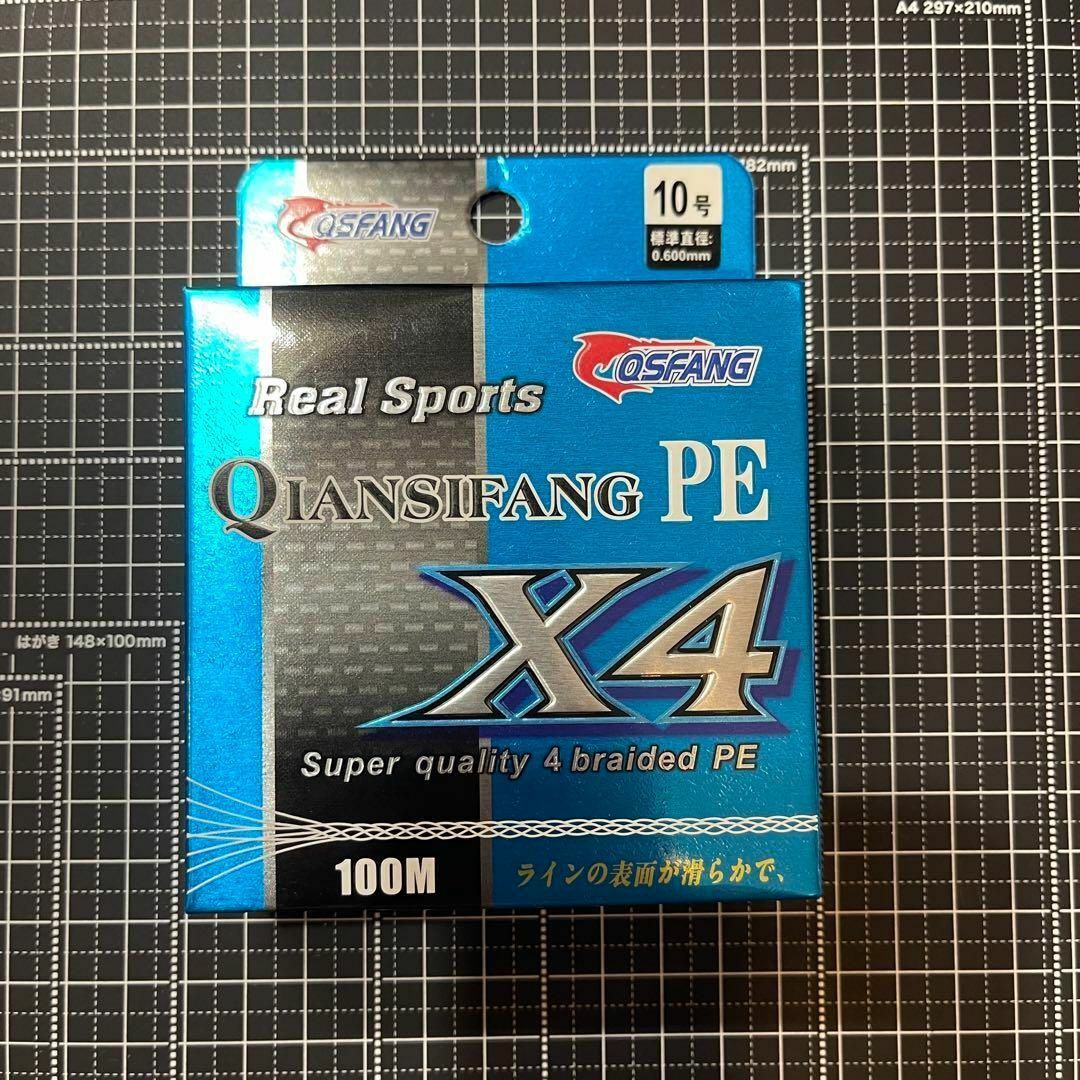 A4 297×210mm
82mm
QSFANG
10号
標準直徑:
0.600mm
QSFANG
Real Sports
QIANSIFANG PE
X4
はがき 148×100mm
×91mm
Super quality 4 braided PE
100M
ラインの表面が滑らかで、